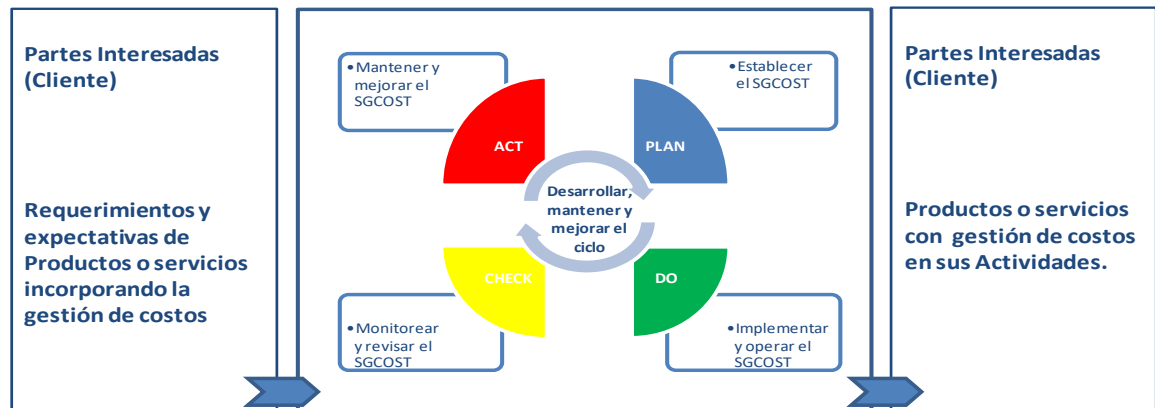 Partes Interesadas
(Cliente)
Requerimientos y
expectativas de
Productos o servicios
incorporando la
gestión de costos
•Mantener y
mejorar el
SGCOST
•Establecer
el SGCOST
ACT
PLAN
Desarrollar,
mantener y
mejorar el
ciclo
CHECK
DO
•Monitorear
y revisar el
SGCOST
•Implementar
y operar el
SGCOST
Partes Interesadas
(Cliente)
Productos o servicios
con gestión de costos
en sus Actividades.